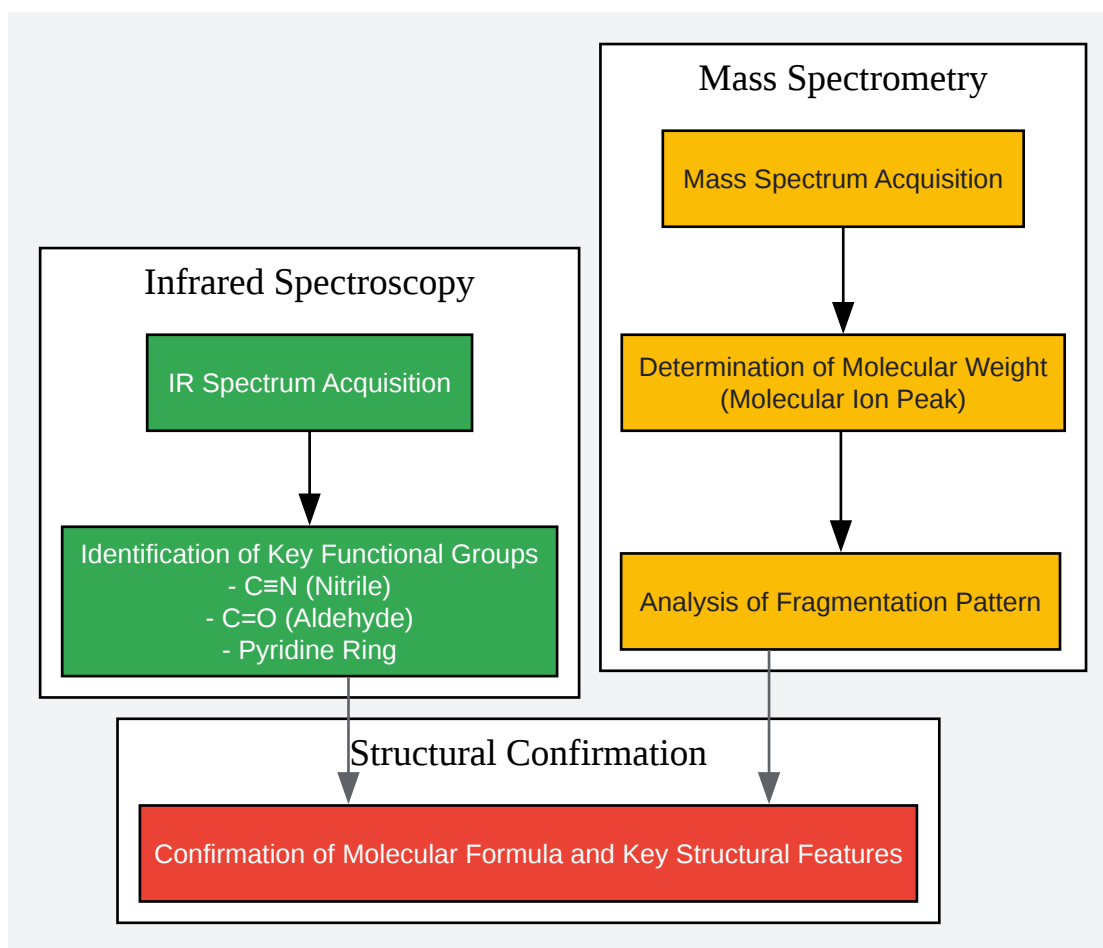 Mass Spectrometry
Mass Spectrum Acquisition
Determination of Molecular Weight
(Molecular Ion Peak)
Analysis of Fragmentation Pattern
Infrared Spectroscopy
IR Spectrum Acquisition
Identification of Key Functional Groups
- C≡N (Nitrile)
- C=O (Aldehyde)
- Pyridine Ring
Structural Confirmation
Confirmation of Molecular Formula and Key Structural Features